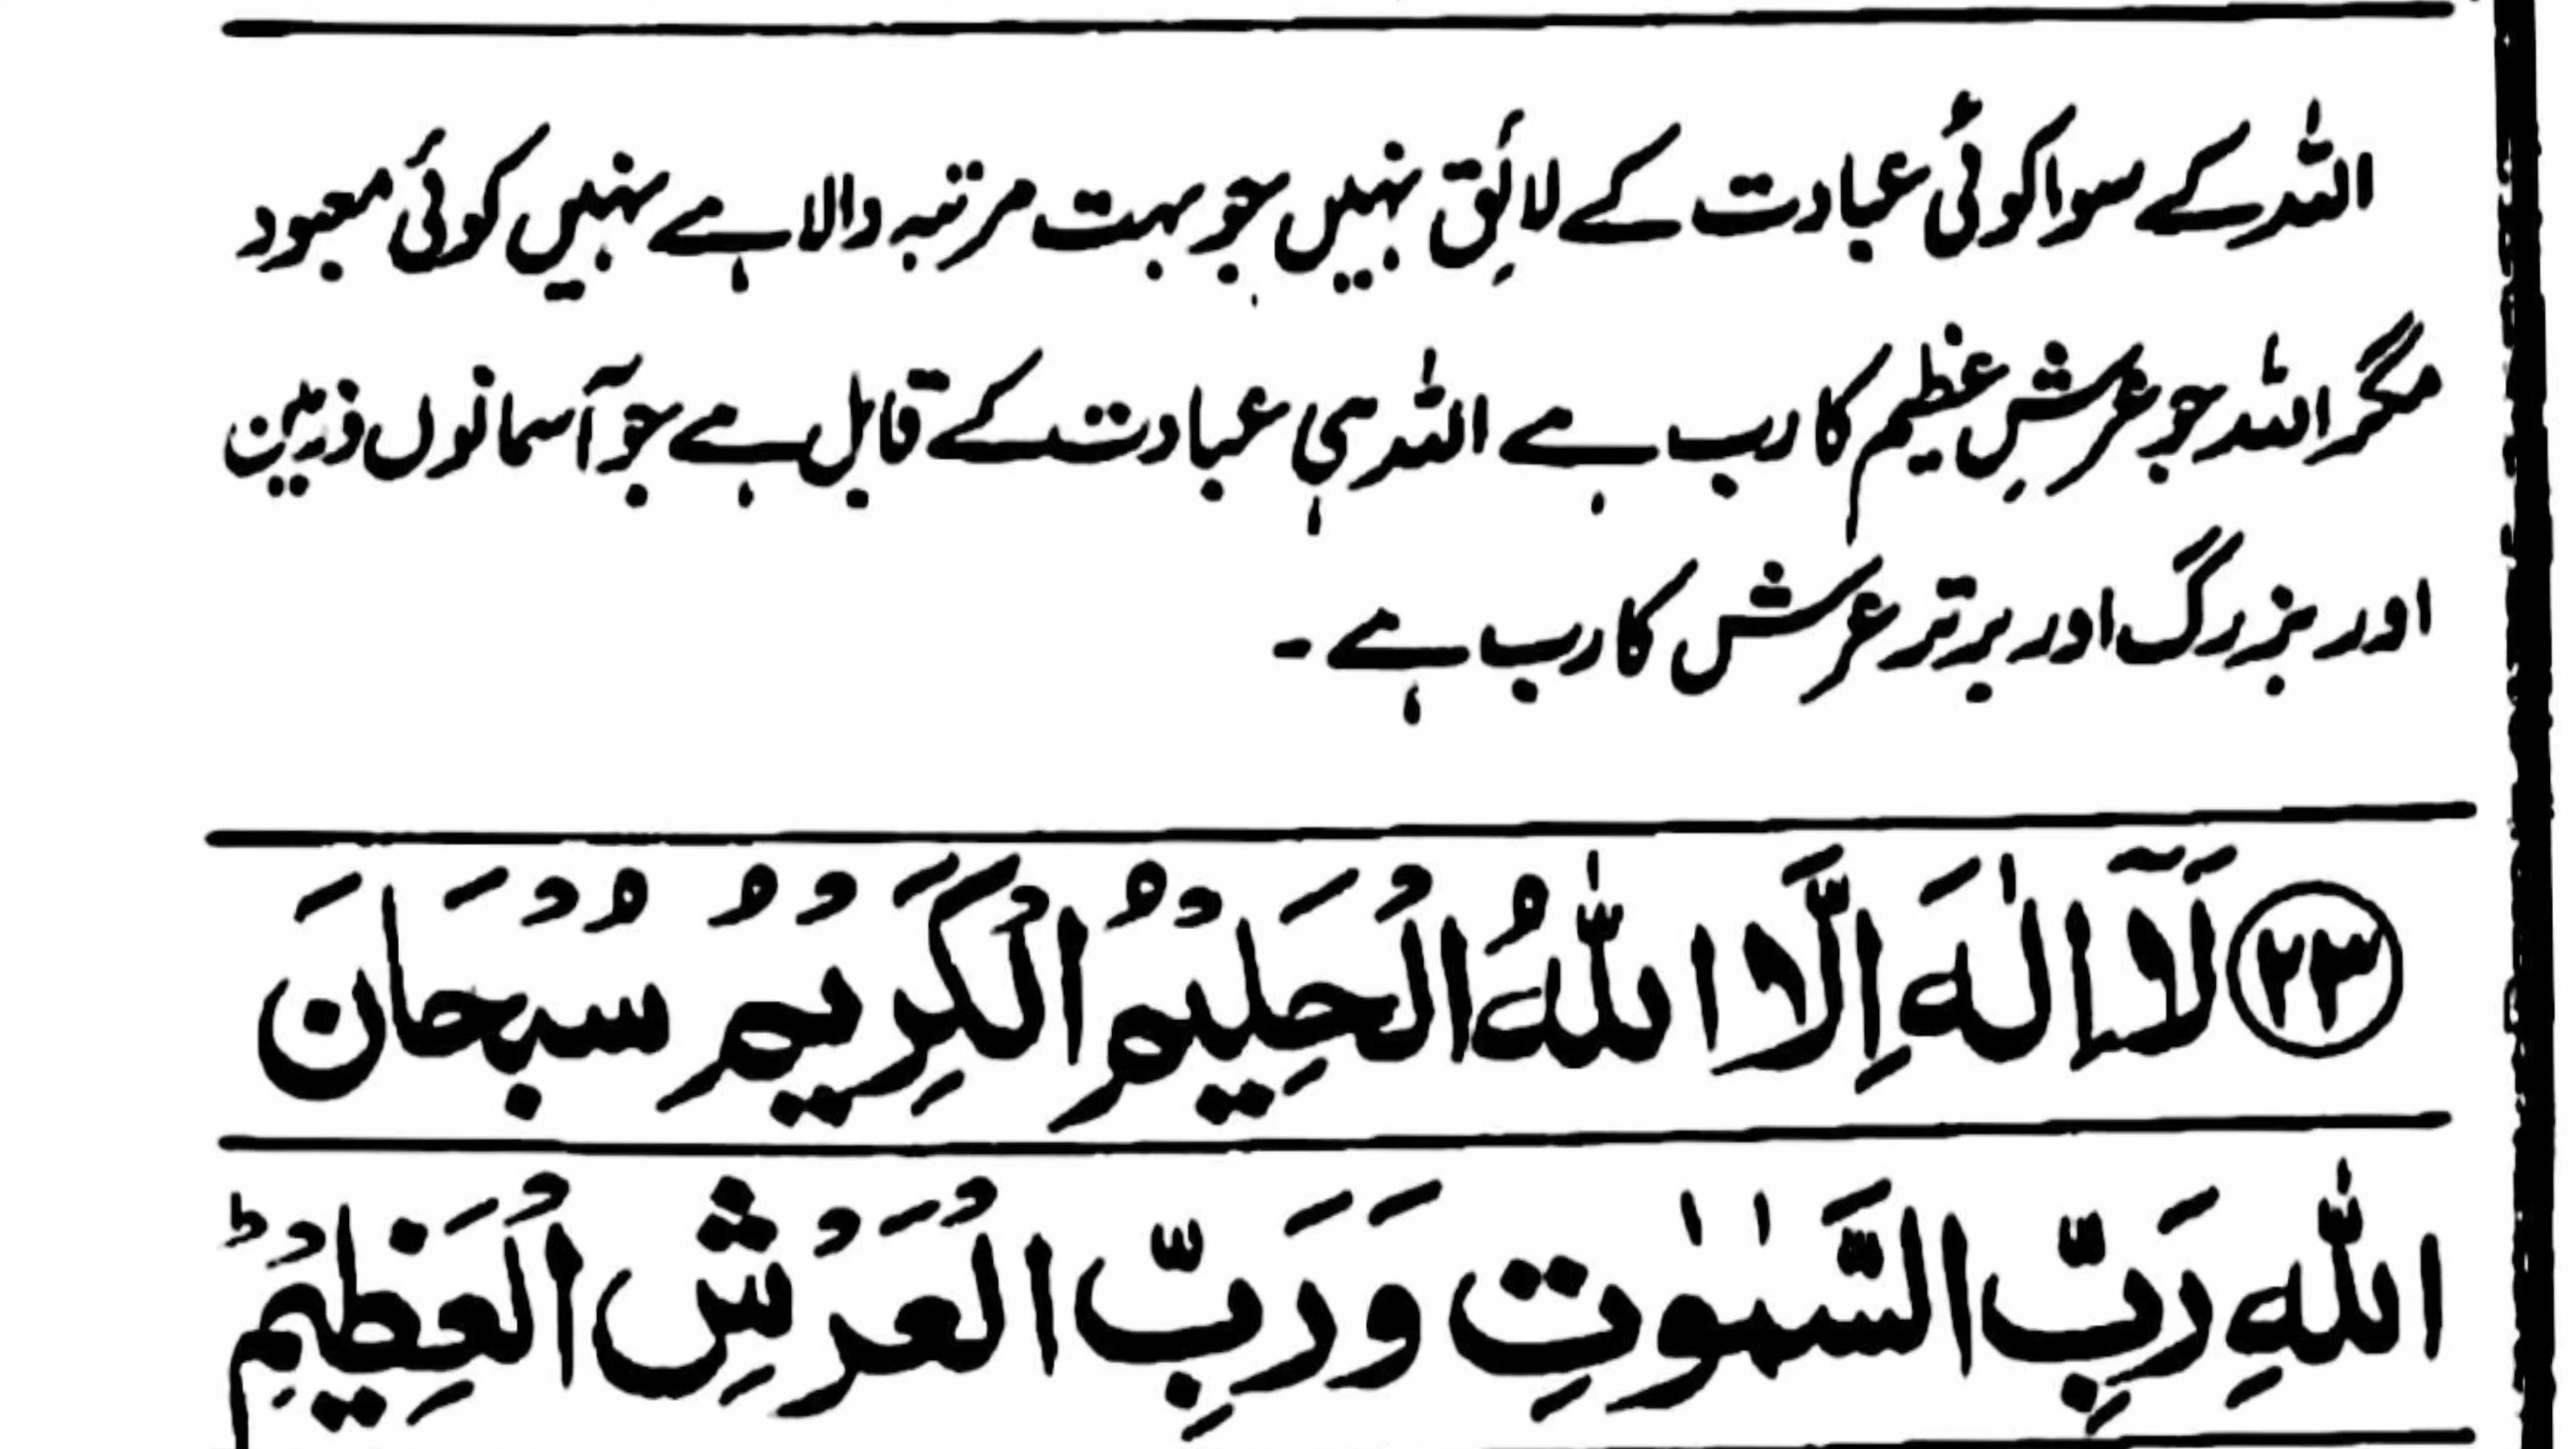 اللہ کے سوا کوئی عبادت کے لائق نہیں جو بہت مرتبہ والا ہے نہیں کوئی معبود
مگر اللہ جو عرشِ عظیم کا رب ہے اللہ ہی عبادت کے قابل ہے جو آسمانوں و زمین
اور بزرگ اور برتر عرش کا رب ہے ۔
۲۳ لَآ اِلٰهَ اِلَّا اللّٰهُ الْحَلِيْمُ الْكَرِيْمُ سُبْحَانَ
اللّٰهِ رَبِّ السَّمٰوٰتِ وَرَبِّ الْعَرْشِ الْعَظِيْمِ ؕ